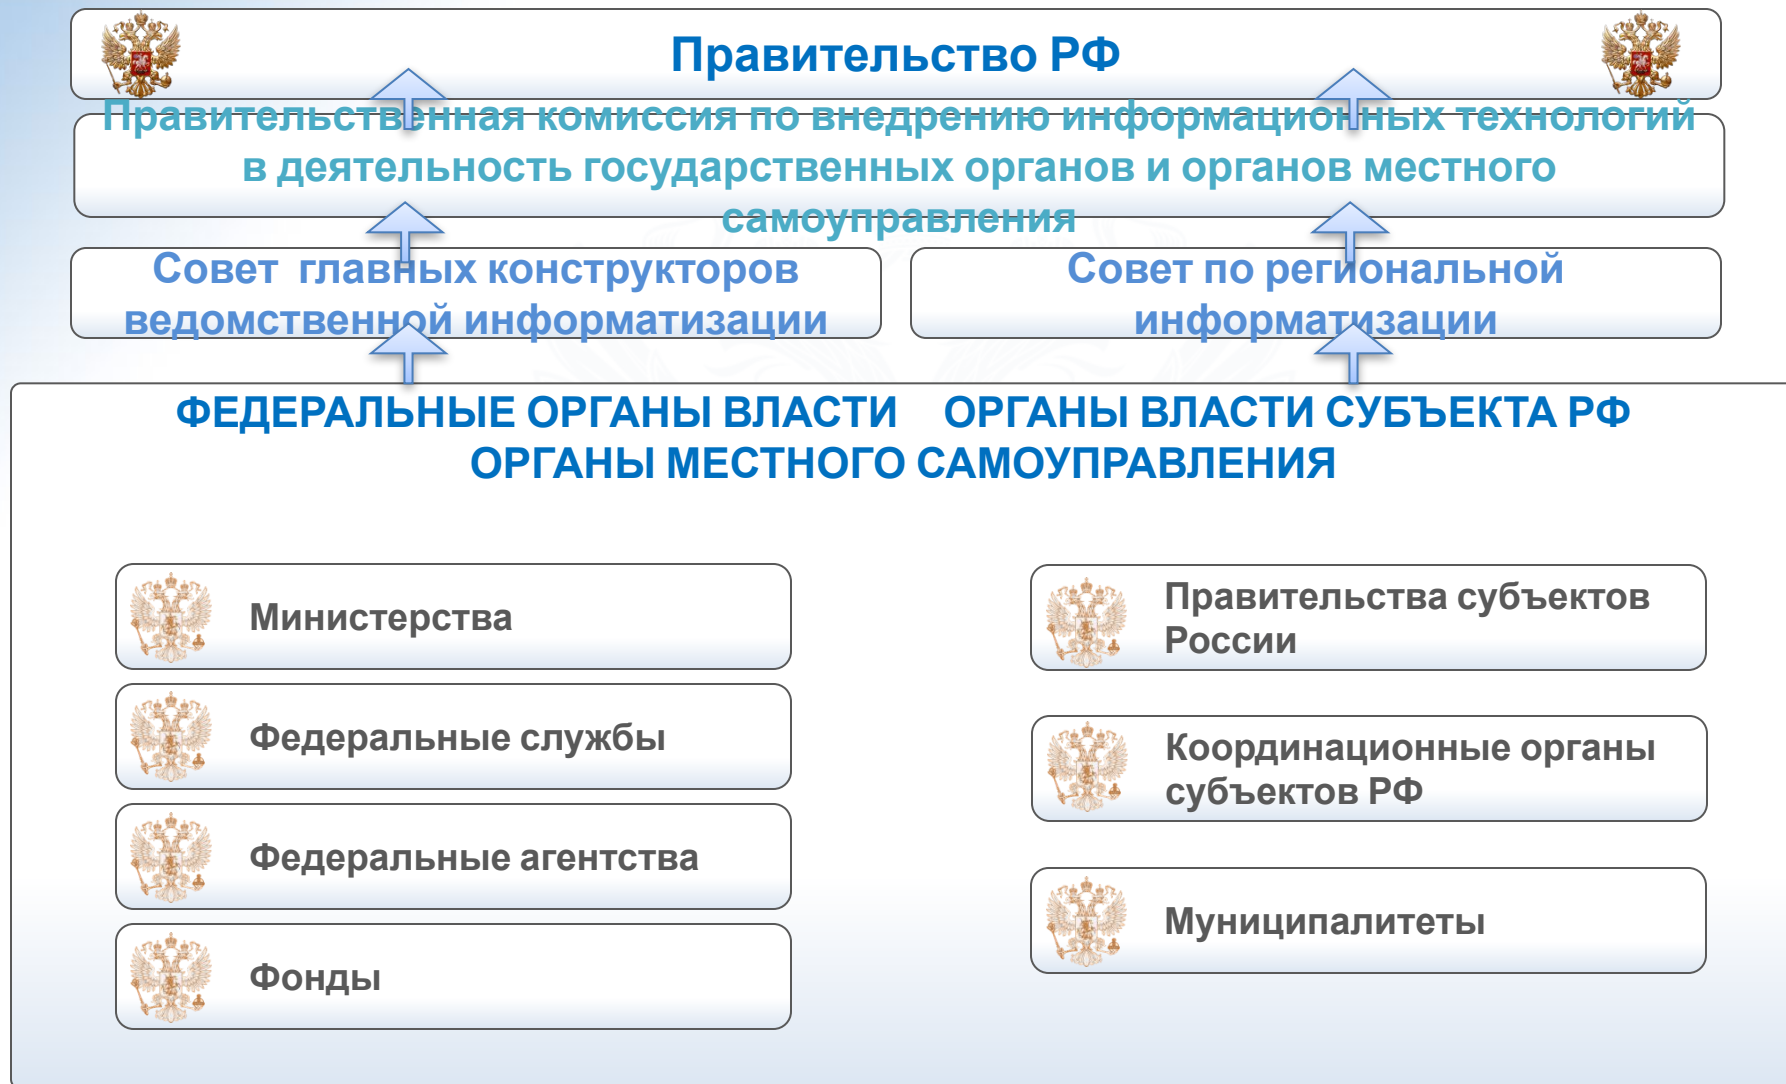 Правительство РФ
Правительственная комиссия по внедрению информационных технологий
в деятельность государственных органов и органов местного
самоуправления
Совет главных конструкторов
ведомственной информатизации
Совет по региональной
информатизации
ФЕДЕРАЛЬНЫЕ ОРГАНЫ ВЛАСТИ ОРГАНЫ ВЛАСТИ СУБЪЕКТА РФ
ОРГАНЫ МЕСТНОГО САМОУПРАВЛЕНИЯ
Министерства
Федеральные службы
Федеральные агентства
Фонды
Правительства субъектов
России
Координационные органы
субъектов РФ
Муниципалитеты